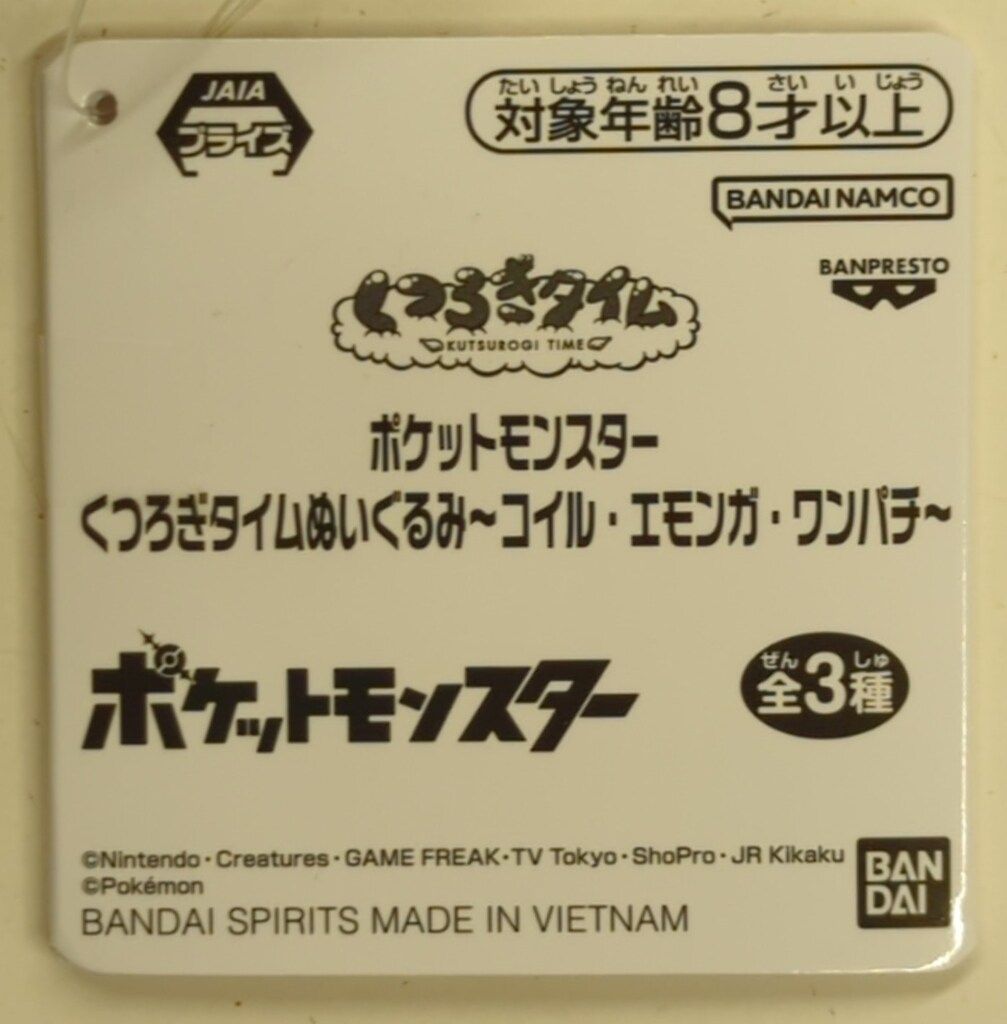 JAIA
プライズ
たいしょうねんれい さいいじょう
対象年齢8才以上
BANDAI NAMCO
BANPRESTO
くつろぎタイム
KUTSUROGI TIME
ポケットモンスター
くつろぎタイムぬいぐるみ~コイル・エモンガ・ワンパチ~
ポケットモンスター
ぜん しゅ
全3種
©Nintendo・Creatures・GAME FREAK・TV Tokyo・ShoPro・JR Kikaku
©Pokémon
BANDAI SPIRITS MADE IN VIETNAM
BAN
DAI